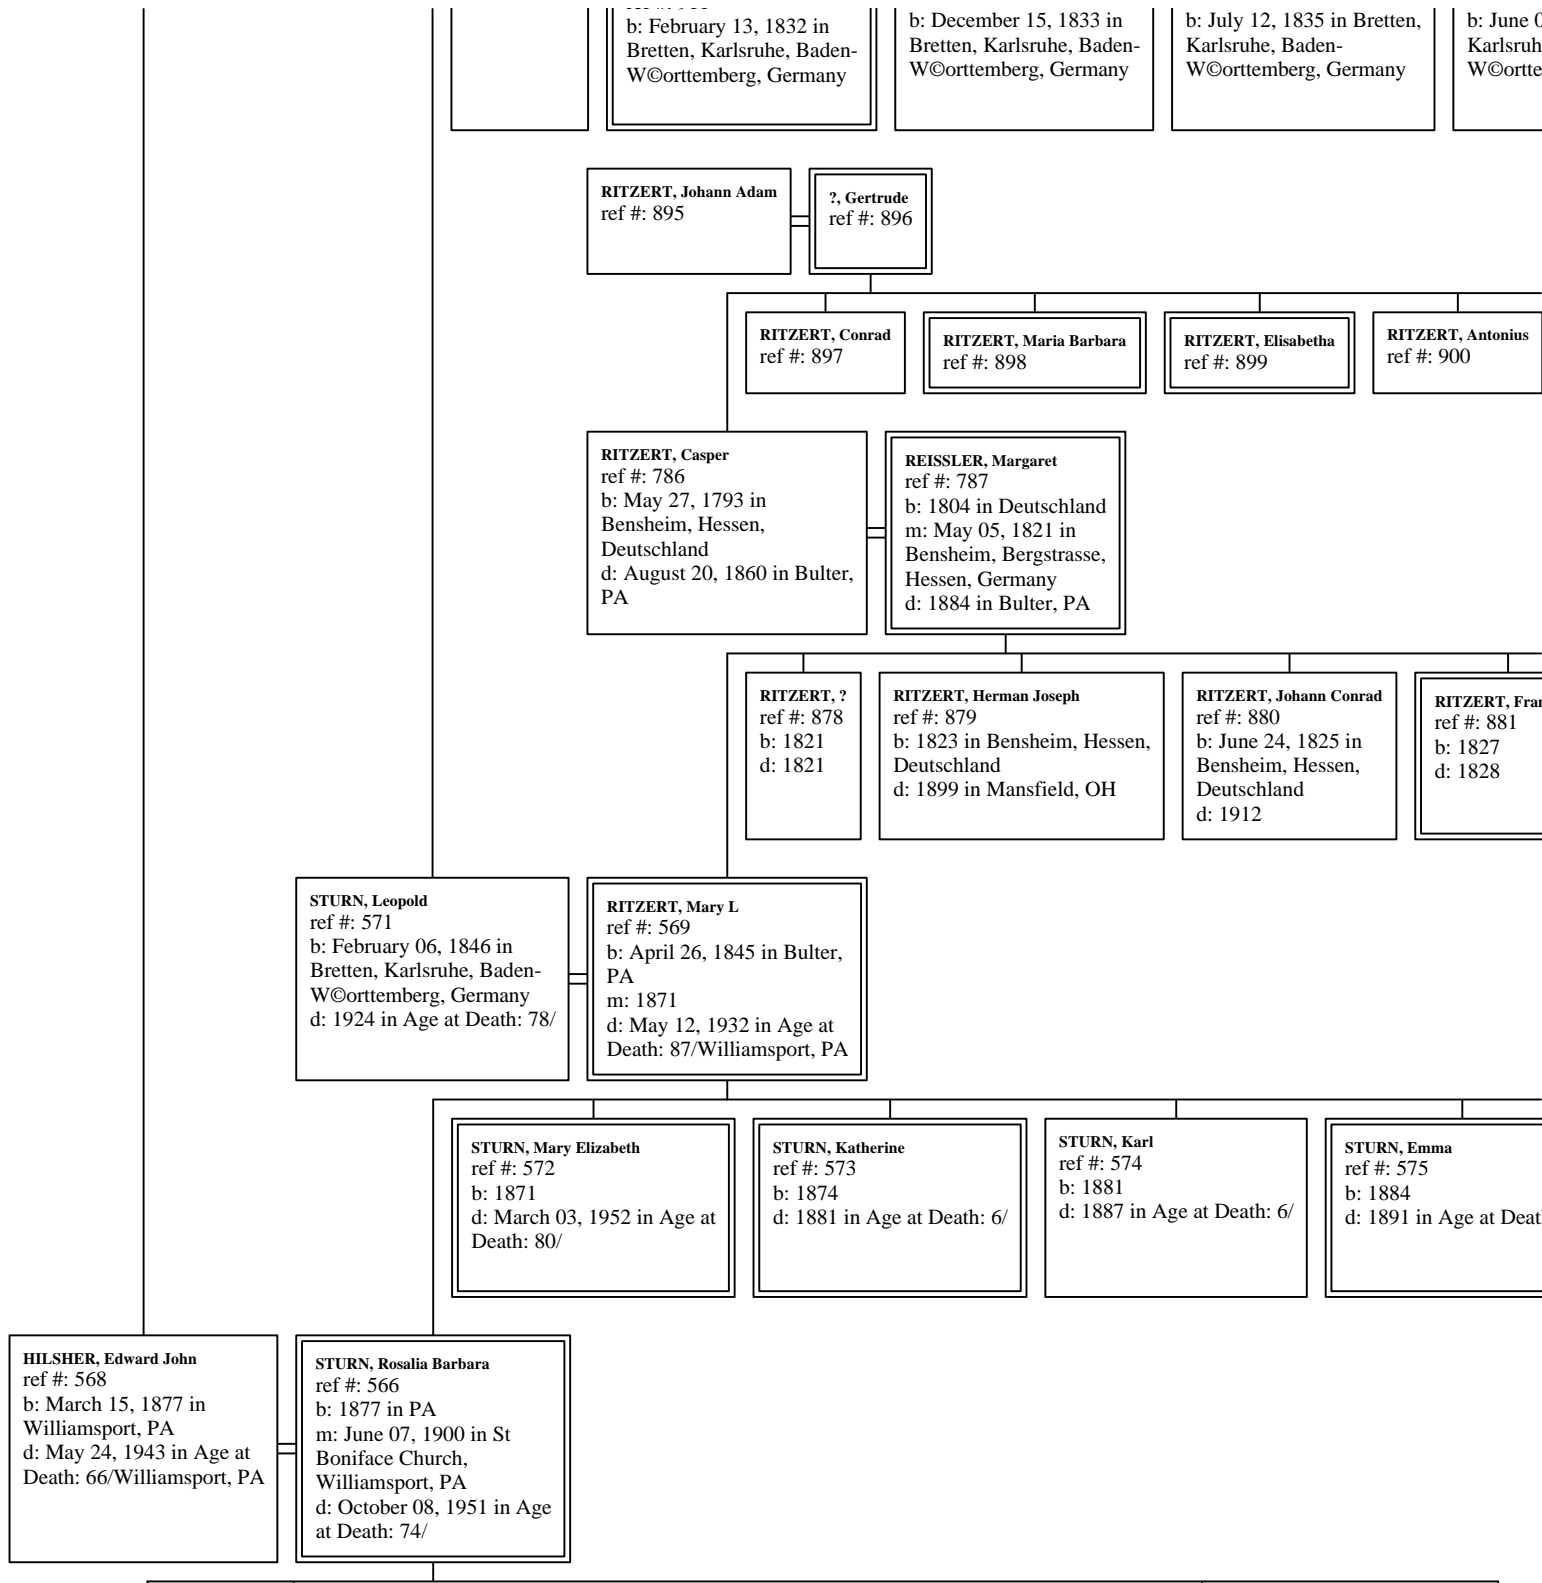 b: February 13, 1832 in
Bretten, Karlsruhe, Baden-
W©orttemberg, Germany
b: December 15, 1833 in
Bretten, Karlsruhe, Baden-
W©orttemberg, Germany
b: July 12, 1835 in Bretten,
Karlsruhe, Baden-
W©orttemberg, Germany
b: June
RITZERT, Johann Adam
ref #: 895
?, Gertrude
ref #: 896
RITZERT, Conrad
ref #: 897
RITZERT, Maria Barbara
ref #: 898
RITZERT, Elisabetha
ref #: 899
RITZERT, Antonius
ref #: 900
RITZERT, Casper
ref #: 786
b: May 27, 1793 in
Bensheim, Hessen,
Deutschland
d: August 20, 1860 in Bulter,
PA
REISSLER, Margaret
ref #: 787
b: 1804 in Deutschland
m: May 05, 1821 in
Bensheim, Bergstrasse,
Hessen, Germany
d: 1884 in Bulter, PA
RITZERT, ?
ref #: 878
b: 1821
d: 1821
RITZERT, Herman Joseph
ref #: 879
b: 1823 in Bensheim, Hessen,
Deutschland
d: 1899 in Mansfield, OH
RITZERT, Johann Conrad
ref #: 880
b: June 24, 1825 in
Bensheim, Hessen,
Deutschland
d: 1912
RITZERT,
ref #: 881
b: 1827
d: 1828
STURN, Leopold
ref #: 571
b: February 06, 1846 in
Bretten, Karlsruhe, Baden-
W©orttemberg, Germany
d: 1924 in Age at Death: 78/
RITZERT, Mary L
ref #: 569
b: April 26, 1845 in Bulter,
PA
m: 1871
d: May 12, 1932 in Age at
Death: 87/Williamsport, PA
STURN, Mary Elizabeth
ref #: 572
b: 1871
d: March 03, 1952 in Age at
Death: 80/
STURN, Katherine
ref #: 573
b: 1874
d: 1881 in Age at Death: 6/
STURN, Karl
ref #: 574
b: 1881
d: 1887 in Age at Death: 6/
STURN, Emma
ref #: 575
b: 1884
d: 1891 in Age at
HILSHER, Edward John
ref #: 568
b: March 15, 1877 in
Williamsport, PA
d: May 24, 1943 in Age at
Death: 66/Williamsport, PA
STURN, Rosalia Barbara
ref #: 566
b: 1877 in PA
m: June 07, 1900 in St
Boniface Church,
Williamsport, PA
d: October 08, 1951 in Age
at Death: 74/